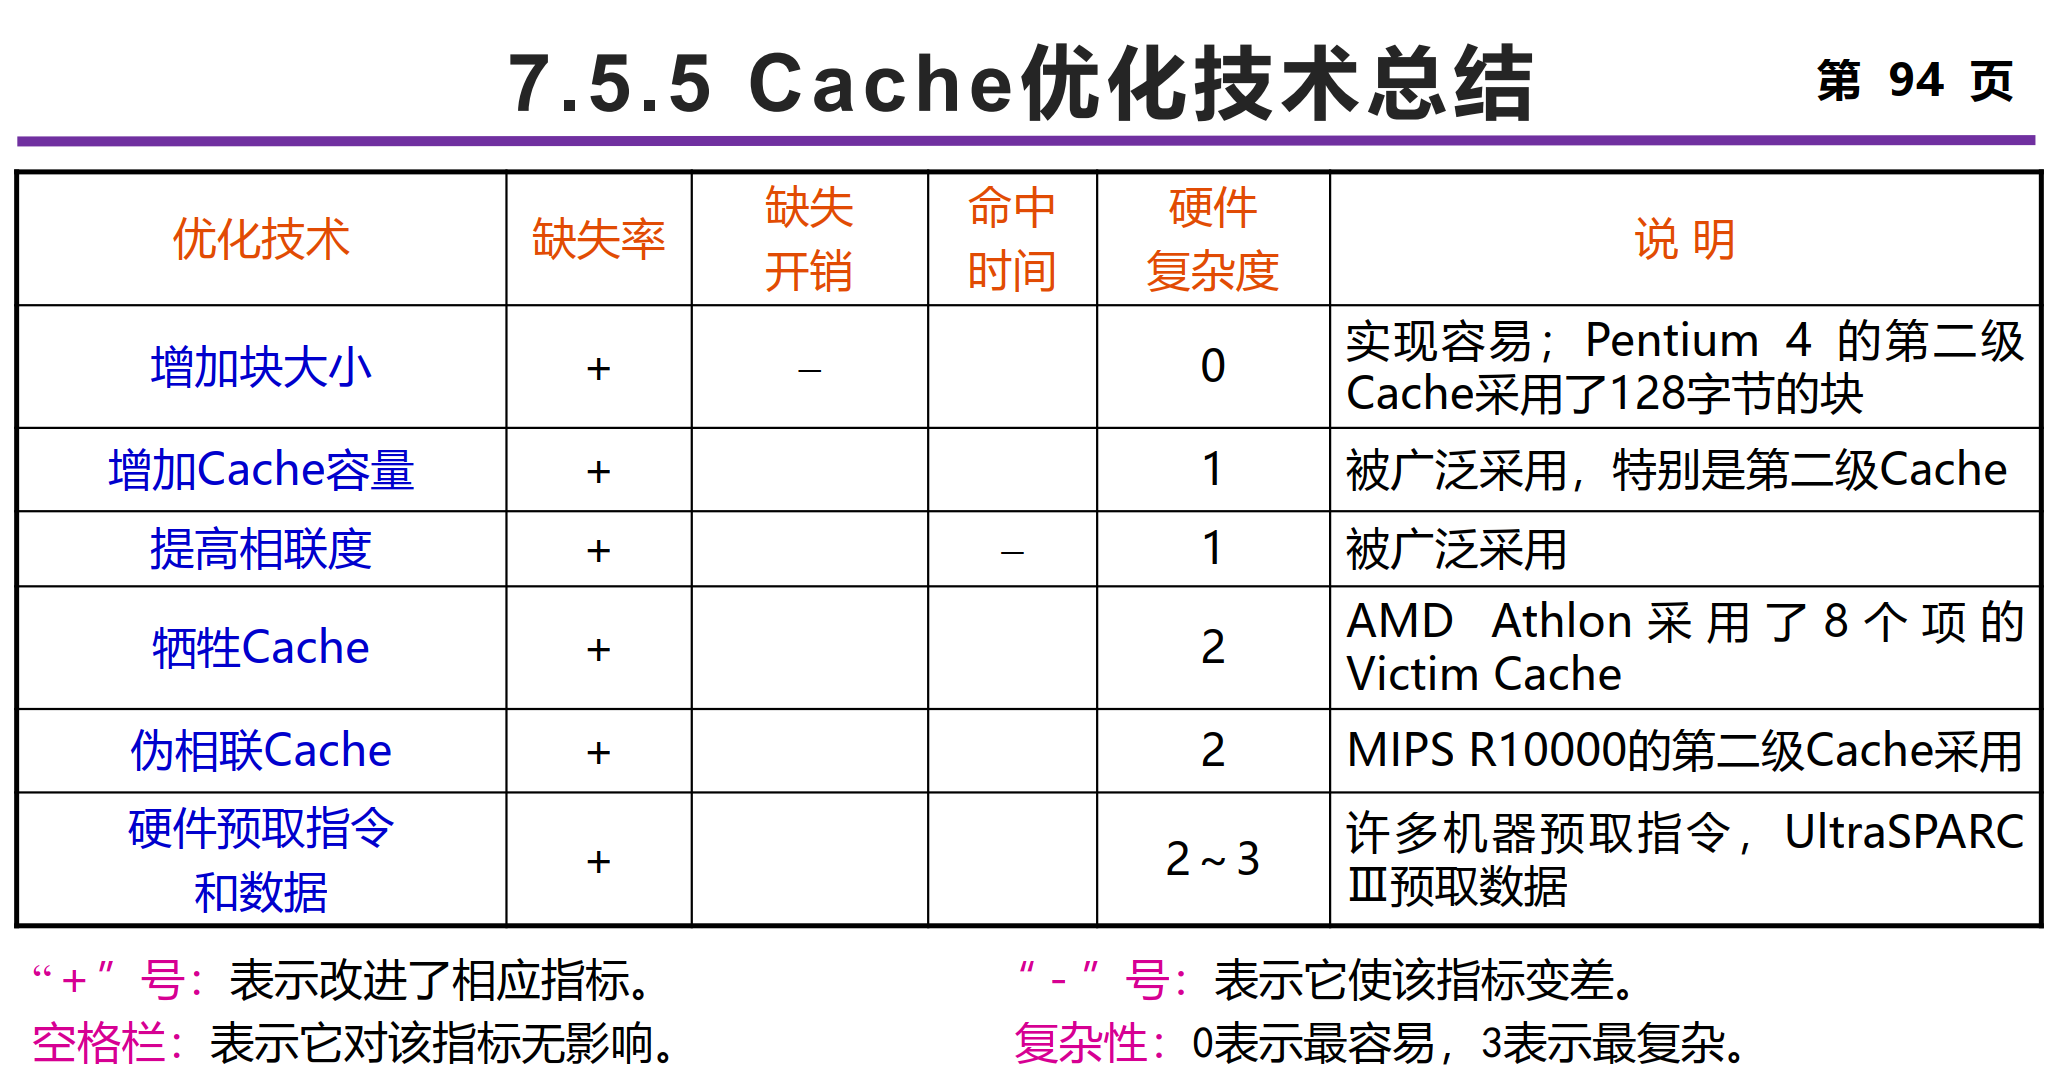 7.5.5 Cache优化技术总结
第 94 页
优化技术 缺失率 缺失开销 命中时间 硬件复杂度 说 明
增加块大小 + – 0 实现容易；Pentium 4 的第二级
Cache采用了128字节的块
增加Cache容量 + 1 被广泛采用，特别是第二级Cache
提高相联度 + – 1 被广泛采用
牺牲Cache + 2 AMD Athlon采用了8个项的
Victim Cache
伪相联Cache + 2 MIPS R10000的第二级Cache采用
硬件预取指令
和数据 + 2～3 许多机器预取指令，UltraSPARC
Ⅲ预取数据
“+”号：表示改进了相应指标。
“-”号：表示它使该指标变差。
空格栏：表示它对该指标无影响。
复杂性：0表示最容易，3表示最复杂。